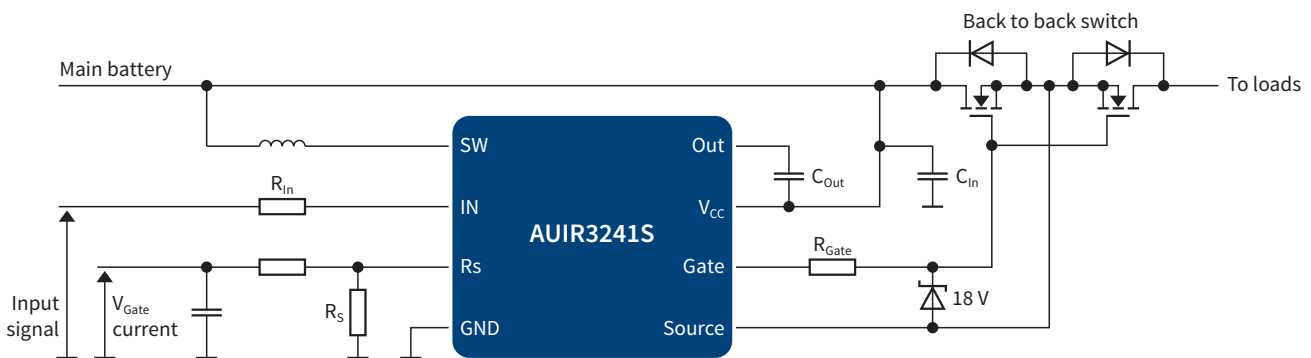 Back to back switch
Main battery
To loads
SW
Out
R_In
C_Out
C_In
IN
V_CC
AUIR3241S
R_Gate
Rs
Gate
Input
signal
V_Gate
current
R_S
18 V
GND
Source